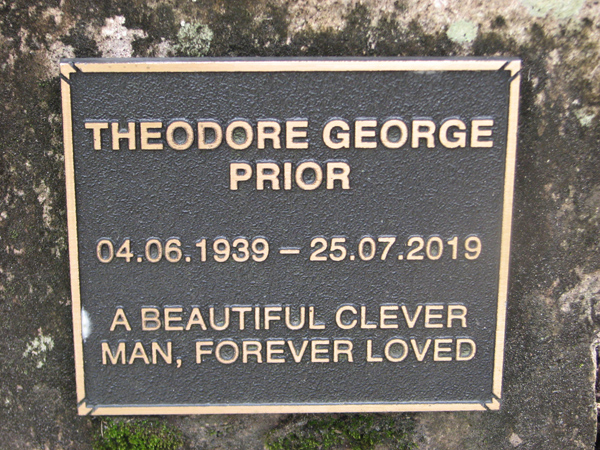 THEODORE GEORGE
PRIOR
04.06.1939 – 25.07.2019
A BEAUTIFUL CLEVER
MAN, FOREVER LOVED